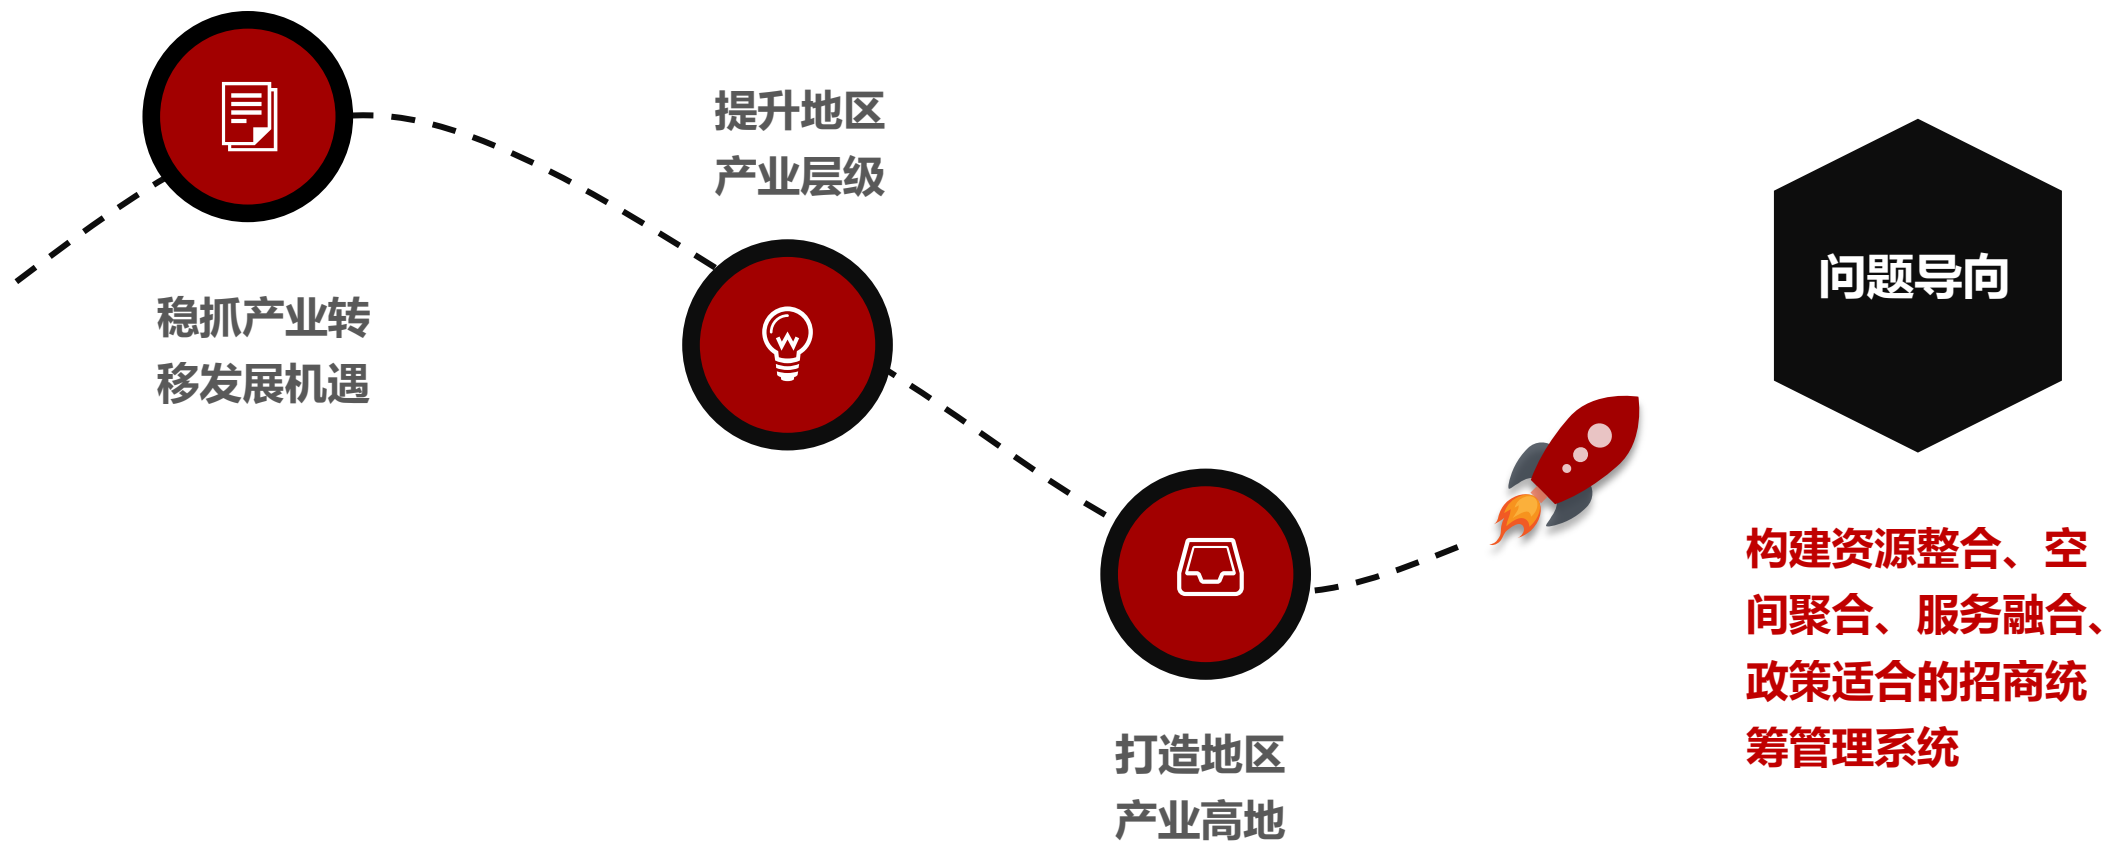 稳抓产业转
移发展机遇
提升地区
产业层级
打造地区
产业高地
问题导向
构建资源整合、空
间聚合、服务融合、
政策适合的招商统
筹管理系统